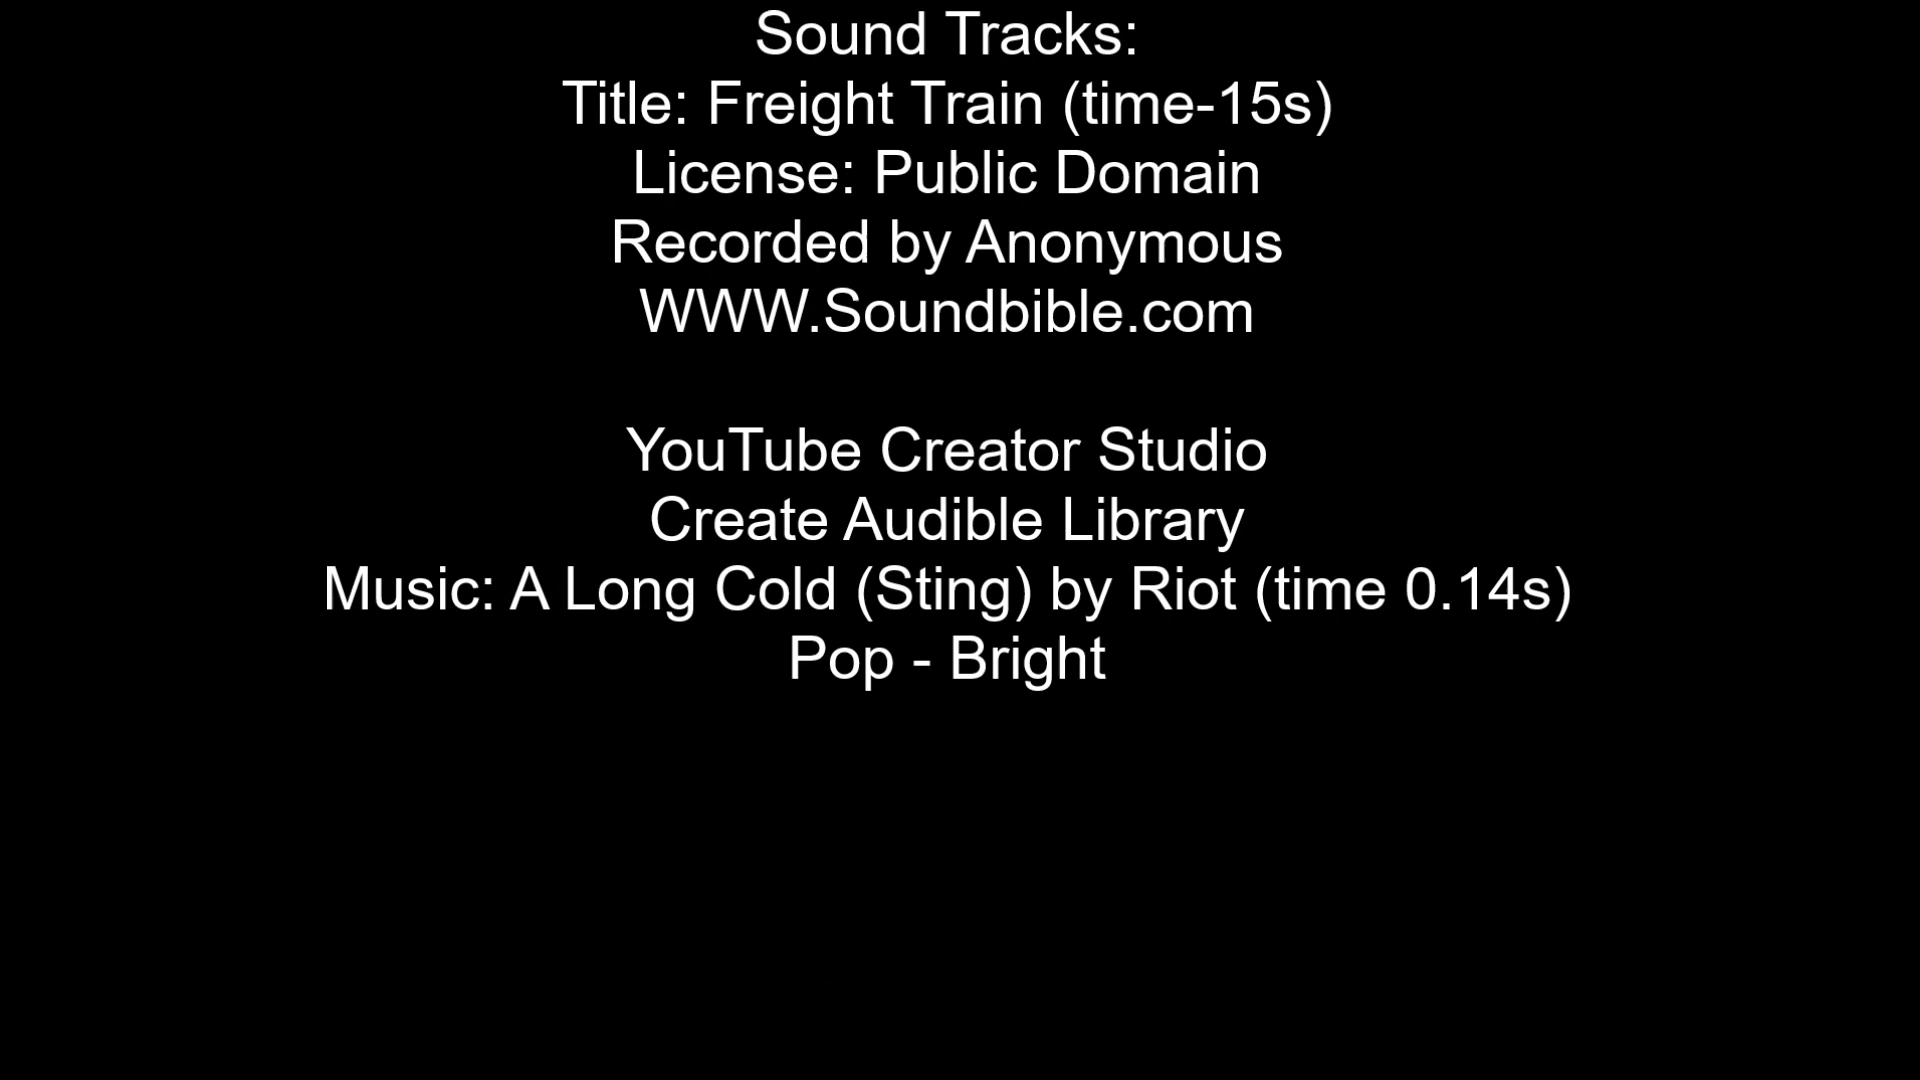 Sound Tracks:
Title: Freight Train (time-15s)
License: Public Domain
Recorded by Anonymous
WWW.Soundbible.com
YouTube Creator Studio
Create Audible Library
Music: A Long Cold (Sting) by Riot (time 0.14s)
Pop - Bright